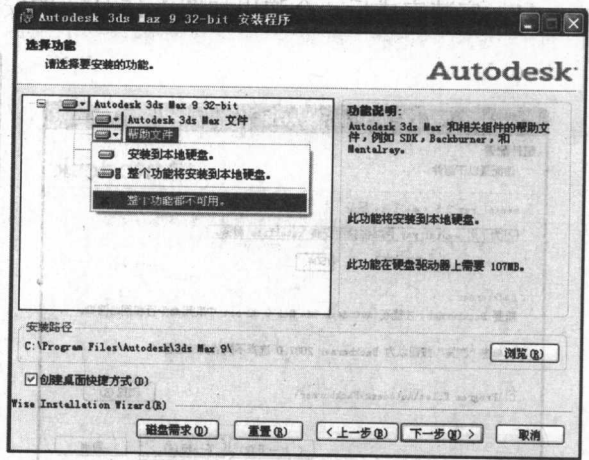 Autodesk 3ds Max 9 32-bit 安装程序
选择功能
请选择要安装的功能。
Autodesk
Autodesk 3ds Max 9 32-bit
Autodesk 3ds Max 文件
帮助文件
安装到本地硬盘。
整个功能将安装到本地硬盘。
整个功能都不可用。
功能说明:
Autodesk 3ds Max 和相关组件的帮助文
件，例如 SDK，Backburner，和
Mentalray。
此功能将安装到本地硬盘。
此功能在硬盘驱动器上需要 107MB。
安装路径
C:\Program Files\Autodesk\3ds Max 9\
浏览(R)
创建桌面快捷方式(D)
Wise Installation Wizard(R)
磁盘需求(D)
重置(R)
<上一步(B)
下一步(N)>
取消